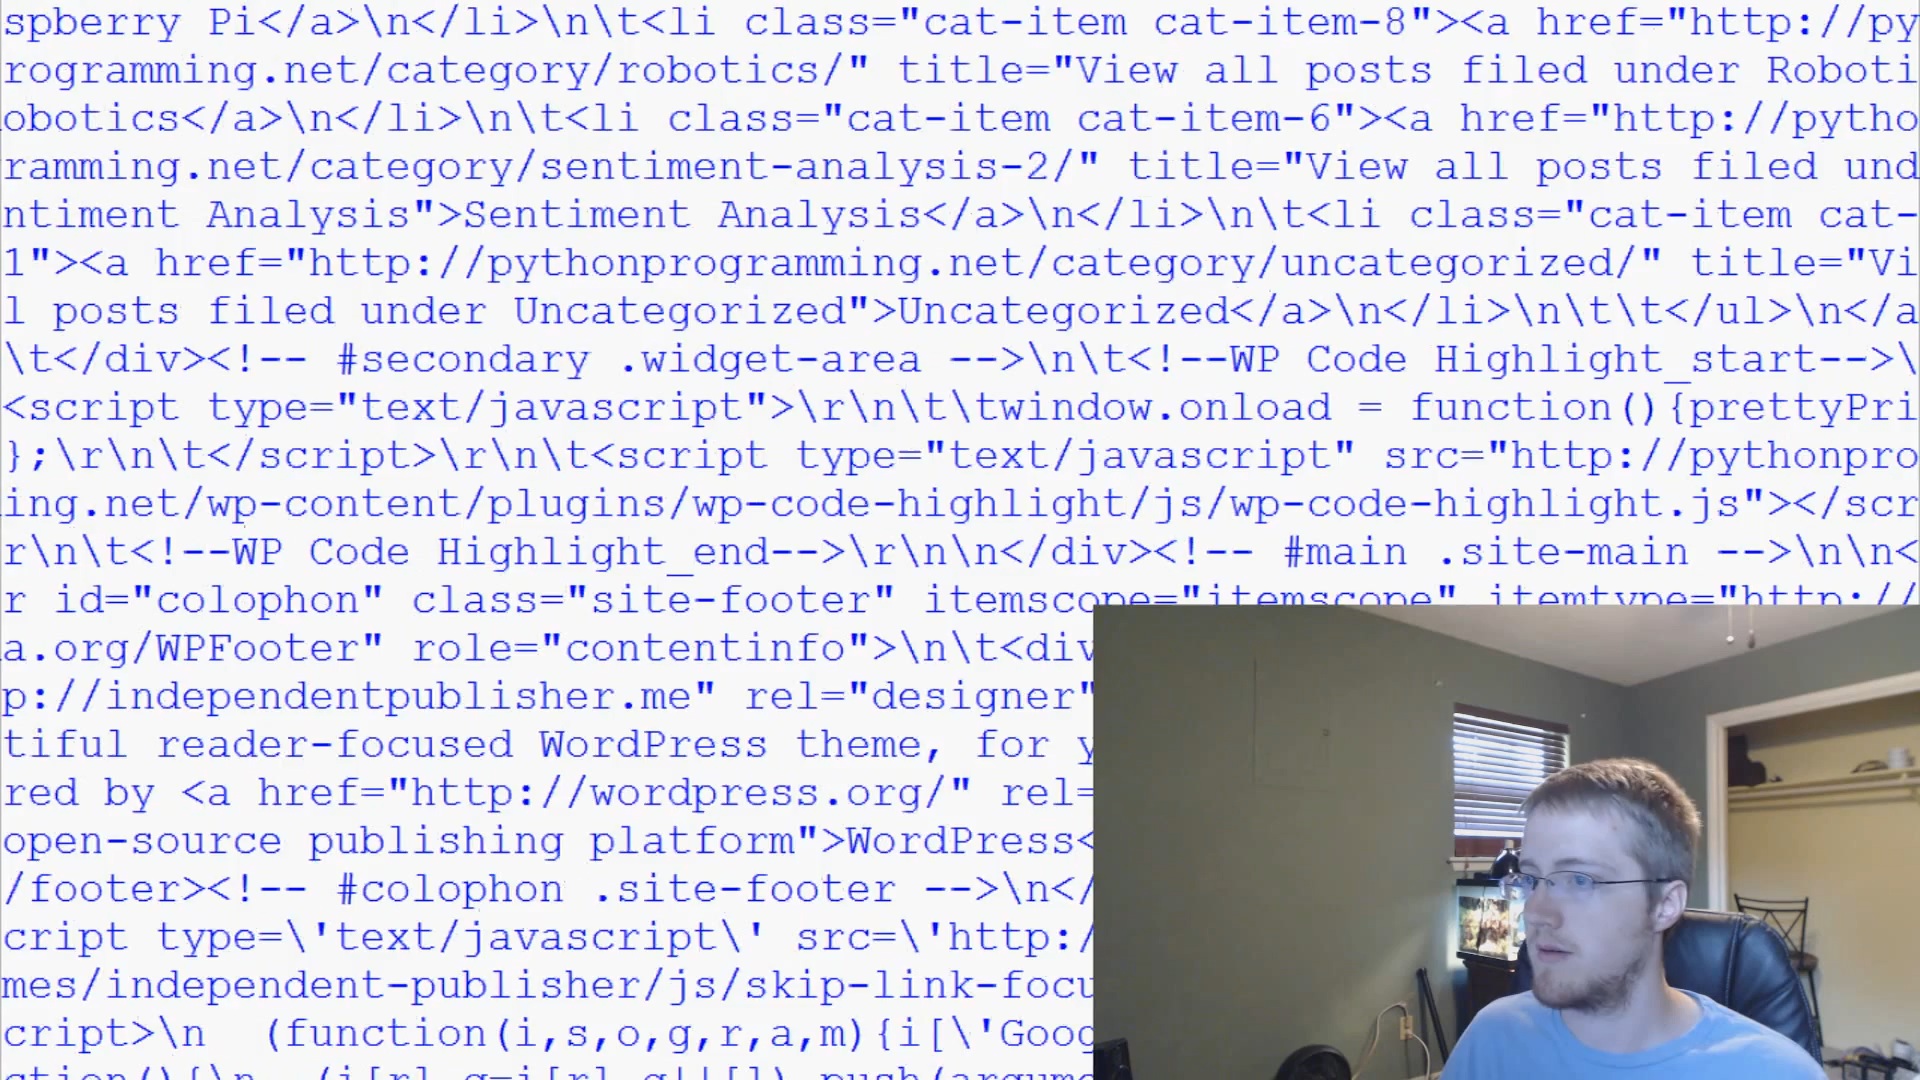 spberry Pi</a>\n</li>\n\t<li class="cat-item cat-item-8"><a href="http://py
rogramming.net/category/robotics/" title="View all posts filed under Roboti
obotics</a>\n</li>\n\t<li class="cat-item cat-item-6"><a href="http://pytho
ramming.net/category/sentiment-analysis-2/" title="View all posts filed und
ntiment Analysis">Sentiment Analysis</a>\n</li>\n\t<li class="cat-item cat-
1"><a href="http://pythonprogramming.net/category/uncategorized/" title="Vi
l posts filed under Uncategorized">Uncategorized</a>\n</li>\n\t\t</ul>\n</a
\t</div><!-- #secondary .widget-area -->\n\t<!--WP Code Highlight_start-->\
<script type="text/javascript">\r\n\t\twindow.onload = function(){prettyPri
};\r\n\t</script>\r\n\t<script type="text/javascript" src="http://pythonpro
ing.net/wp-content/plugins/wp-code-highlight/js/wp-code-highlight.js"></scr
r\n\t<!--WP Code Highlight_end-->\r\n\n</div><!-- #main .site-main -->\n\n<
r id="colophon" class="site-footer" itemscope="itemscope" itemtype="http://
a.org/WPFooter" role="contentinfo">\n\t<div
p://independentpublisher.me" rel="designer"
tiful reader-focused WordPress theme, for y
red by <a href="http://wordpress.org/" rel=
open-source publishing platform">WordPress<
/footer><!-- #colophon .site-footer -->\n</
cript type=\'text/javascript\' src=\'http:/
mes/independent-publisher/js/skip-link-focu
cript>\n  (function(i,s,o,g,r,a,m){i[\'Goog
ction(){\n  (i[r].q=i[r].q||[]).push(argume